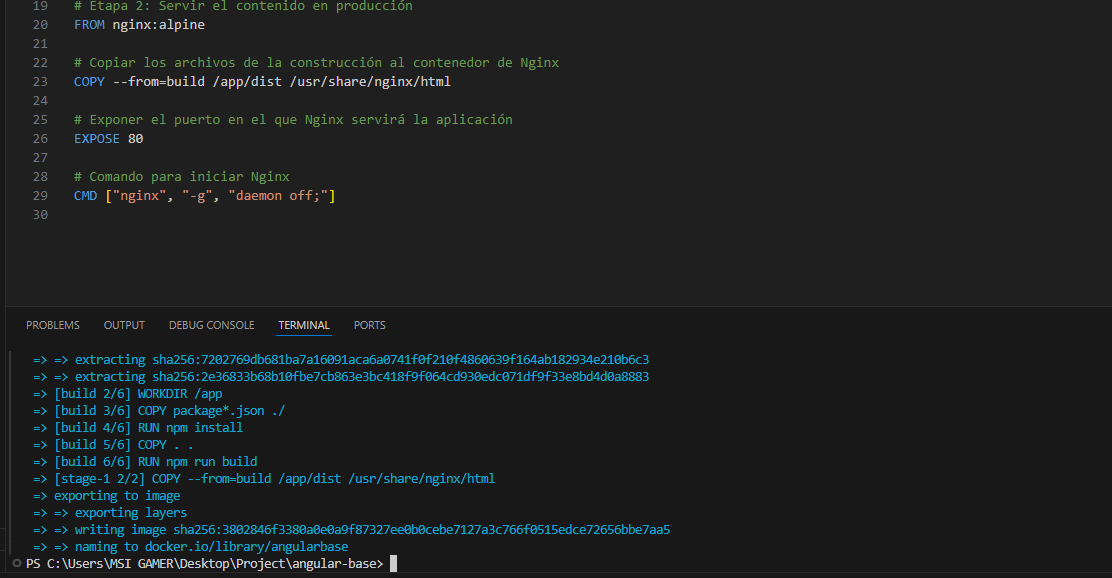 19 # Etapa 2: Servir el contenido en producción
20 FROM nginx:alpine
21
22 # Copiar los archivos de la construcción al contenedor de Nginx
23 COPY --from=build /app/dist /usr/share/nginx/html
24
25 # Exponer el puerto en el que Nginx servirá la aplicación
26 EXPOSE 80
27
28 # Comando para iniciar Nginx
29 CMD ["nginx", "-g", "daemon off;"]
30
PROBLEMS OUTPUT DEBUG CONSOLE TERMINAL PORTS
=> => extracting sha256:7202769db681ba7a16091aca6a0741f0f210f4860639f164ab182934e210b6c3
=> => extracting sha256:2e36833b68b10fbe7cb863e3bc418f9f064cd930edc071df9f33e8bd4d0a8883
=> [build 2/6] WORKDIR /app
=> [build 3/6] COPY package*.json ./
=> [build 4/6] RUN npm install
=> [build 5/6] COPY . .
=> [build 6/6] RUN npm run build
=> [stage-1 2/2] COPY --from=build /app/dist /usr/share/nginx/html
=> exporting to image
=> => exporting layers
=> => writing image sha256:3802846f3380a0e0a9f87327ee0b0cebe7127a3c766f0515edce72656bbe7aa5
=> => naming to docker.io/library/angularbase
PS C:\Users\MSI GAMER\Desktop\Project\angular-base>